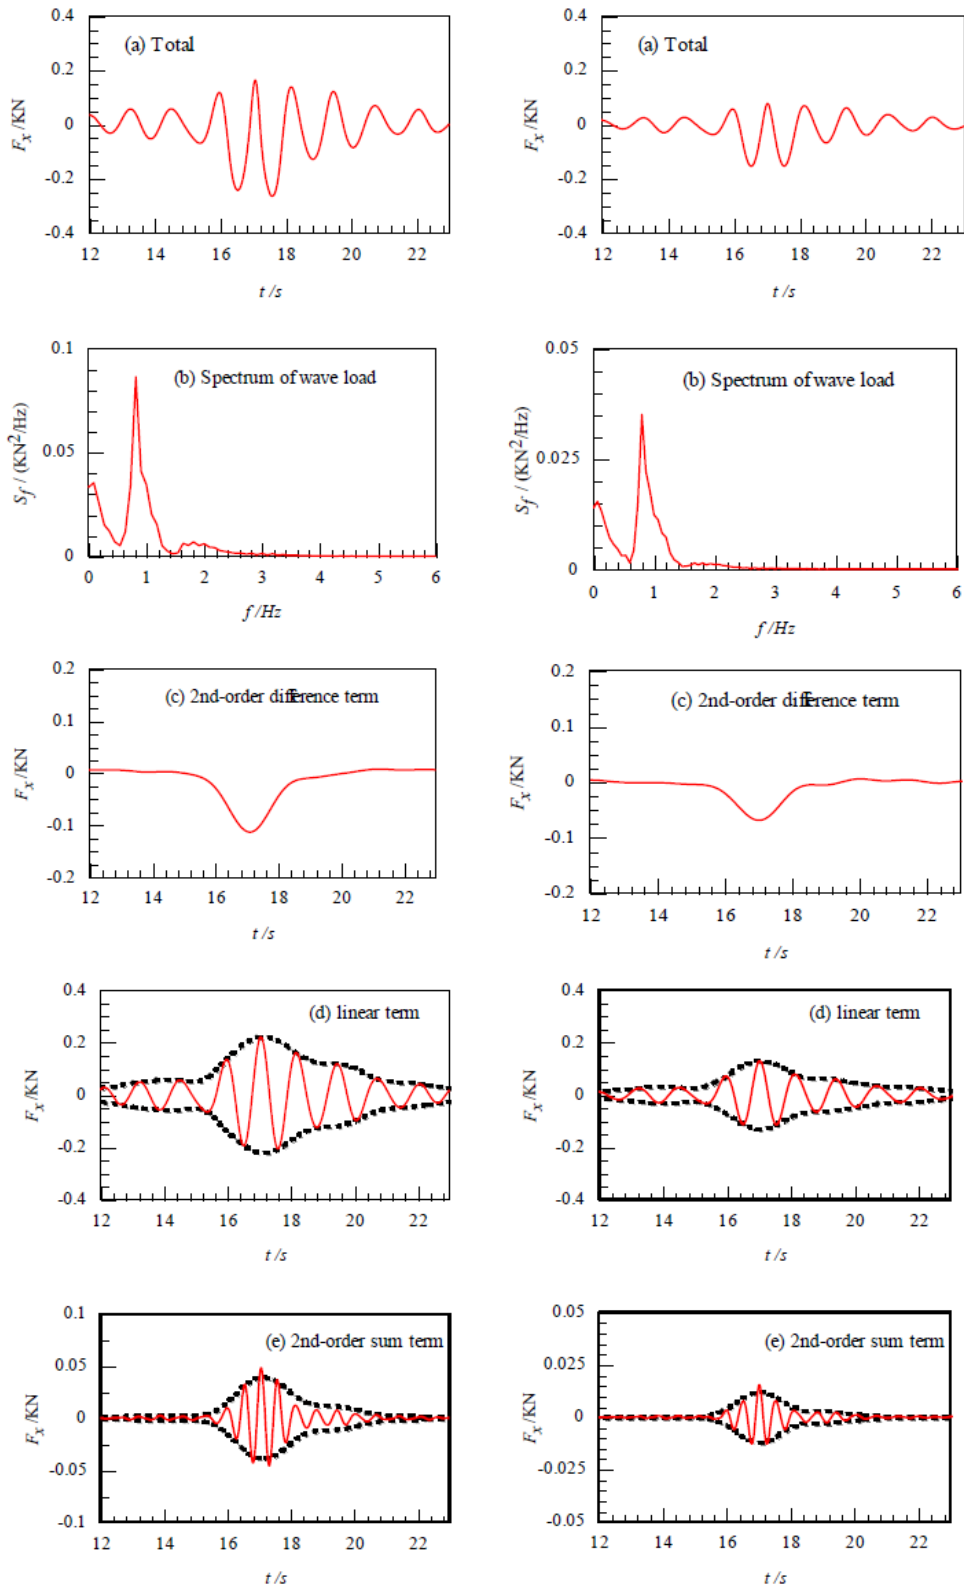 0.4
(a) Total
0.2
0
-0.2
-0.4
F_x/KN
12 14 16 18 20 22
t /s
0.4
(a) Total
0.2
0
-0.2
-0.4
F_x/KN
12 14 16 18 20 22
t /s
0.1
(b) Spectrum of wave load
0.05
0
S_f / (KN²/Hz)
0 1 2 3 4 5 6
f /Hz
0.05
(b) Spectrum of wave load
0.025
0
S_f / (KN²/Hz)
0 1 2 3 4 5 6
f /Hz
0.2
(c) 2nd-order difference term
0.1
0
-0.1
-0.2
F_x/KN
12 14 16 18 20 22
t /s
0.2
(c) 2nd-order difference term
0.1
0
-0.1
-0.2
F_x/KN
12 14 16 18 20 22
t /s
0.4
(d) linear term
0.2
0
-0.2
-0.4
F_x/KN
12 14 16 18 20 22
t /s
0.4
(d) linear term
0.2
0
-0.2
-0.4
F_x/KN
12 14 16 18 20 22
t /s
0.1
(e) 2nd-order sum term
0.05
0
-0.05
-0.1
F_x/KN
12 14 16 18 20 22
t /s
0.05
(e) 2nd-order sum term
0.025
0
-0.025
-0.05
F_x/KN
12 14 16 18 20 22
t /s